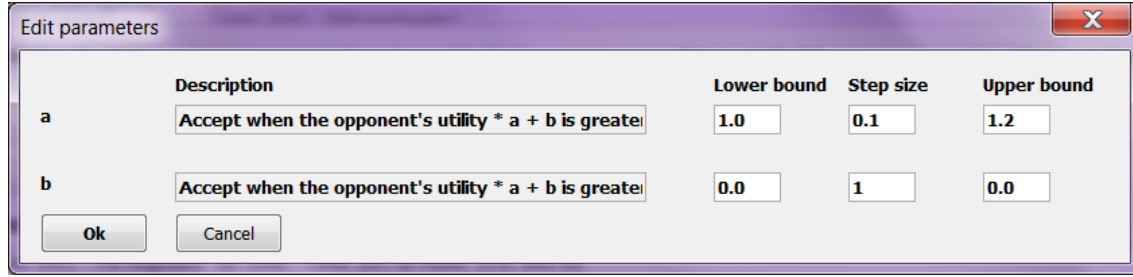 Edit parameters
Description Lower bound Step size Upper bound
a Accept when the opponent's utility * a + b is greater 1.0 0.1 1.2
b Accept when the opponent's utility * a + b is greater 0.0 1 0.0
Ok Cancel